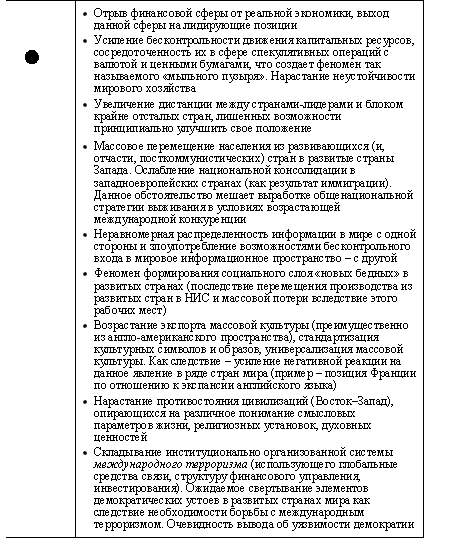 • Отрыв финансовой сферы от реальной экономики, выход
данной сферы на лидирующие позиции
• Усиление бесконтрольности движения капитальных ресурсов,
сосредоточенность их в сфере спекулятивных операций с
валютой и ценными бумагами, что создает феномен так
называемого «мыльного пузыря». Нарастание неустойчивости
мирового хозяйства
• Увеличение дистанции между странами-лидерами и блоком
крайне отсталых стран, лишенных возможности
принципиально улучшить свое положение
• Массовое перемещение населения из развивающихся (и,
отчасти, посткоммунистических) стран в развитые страны
Запада. Ослабление национальной консолидации в
западноевропейских странах (как результат иммиграции).
Данное обстоятельство мешает выработке общенациональной
стратегии выживания в условиях возрастающей
международной конкуренции
• Неравномерная распределенность информации в мире с одной
стороны и злоупотребление возможностями бесконтрольного
входа в мировое информационное пространство – с другой
• Феномен формирования социального слоя «новых бедных» в
развитых странах (последствие перемещения производства из
развитых стран в НИС и массовой потери вследствие этого
рабочих мест)
• Возрастание экспорта массовой культуры (преимущественно
из англо-американского пространства), стандартизация
культурных символов и образов, универсализация массовой
культуры. Как следствие – усиление негативной реакции на
данное явление в ряде стран мира (пример – позиция Франции
по отношению к экспансии английского языка)
• Нарастание противостояния цивилизаций (Восток–Запад),
опирающихся на различное понимание смысловых
параметров жизни, религиозных установок, духовных
ценностей
• Складывание институционально организованной системы
международного терроризма (использующего глобальные
средства связи, структуру финансового управления,
инвестирования). Ожидаемое свертывание элементов
демократических устоев в развитых странах мира как
следствие необходимости борьбы с международным
терроризмом. Очевидность вывода об уязвимости демократии